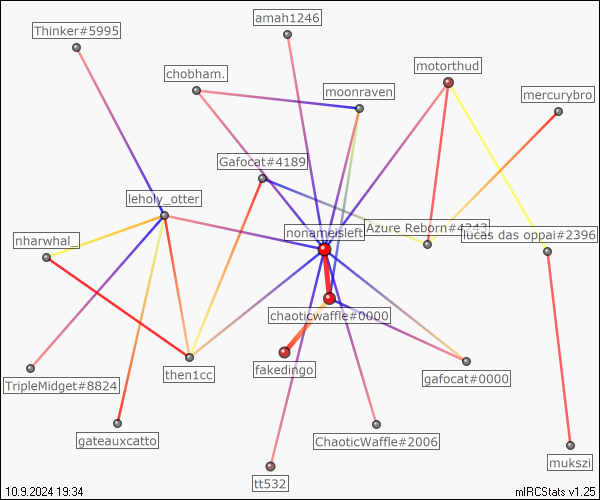 amah1246
Thinker#5995
motorthud
chobham.
moonraven
mercurybro
Gafocat#4189
leholy_otter
nonameisleft
Azure Reborn#4243
lucas das oppai#2396
nharwhal_
chaoticwaffle#0000
fakedingo
then1cc
gafocat#0000
TripleMidget#8824
gateauxcatto
ChaoticWaffle#2006
mukszi
tt532
10.9.2024 19:34
mIRCStats v1.25